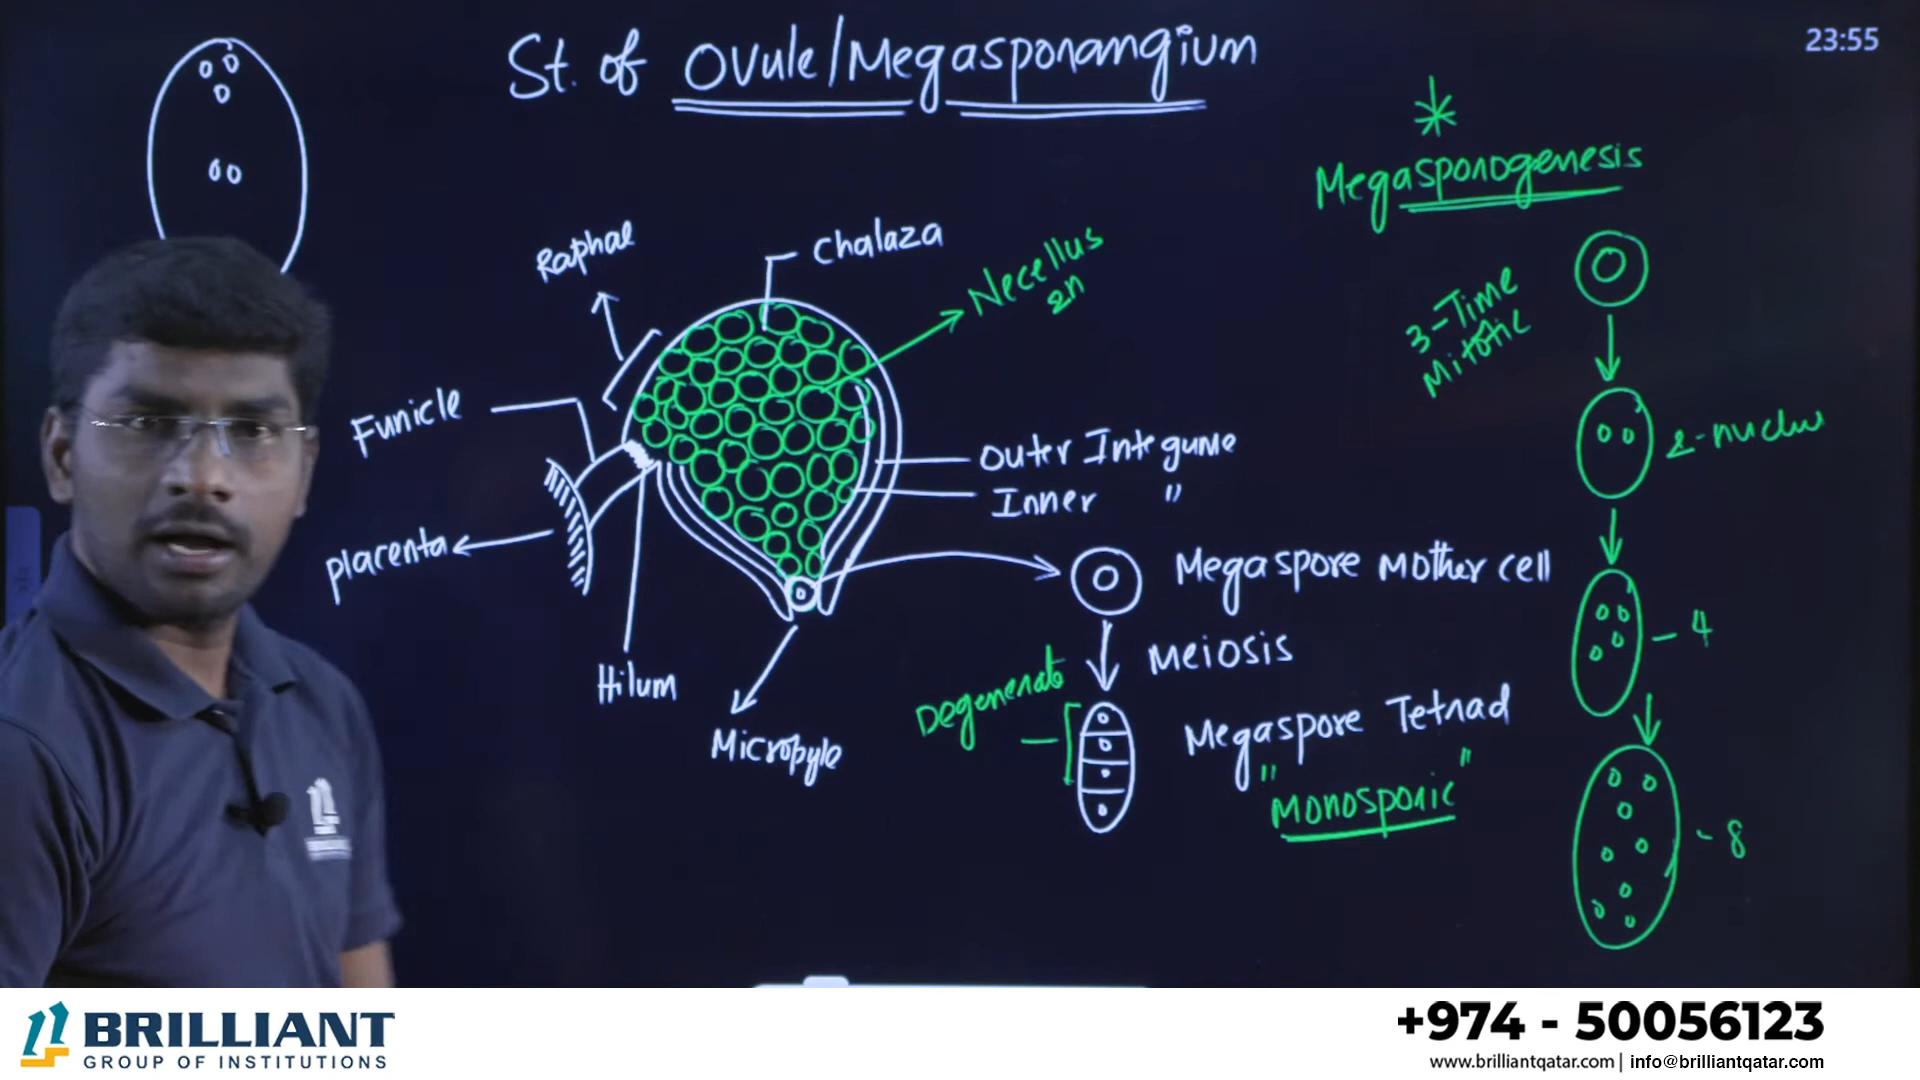 23:55
St. of Ovule/Megasporangium
*
Megasporogenesis
Raphae
Chalaza
Necellus
2n
3-Time
Mitotic
Funicle
2-nuclu
Outer Integume
Inner "
Placenta
Megaspore Mother cell
Meiosis
- 4
Hilum
Degenerate
Megaspore Tetrad
Micropyle
"Monosporic"
- 8
BRILLIANT
GROUP OF INSTITUTIONS
+974 - 50056123
www.brilliantqatar.com | info@brilliantqatar.com